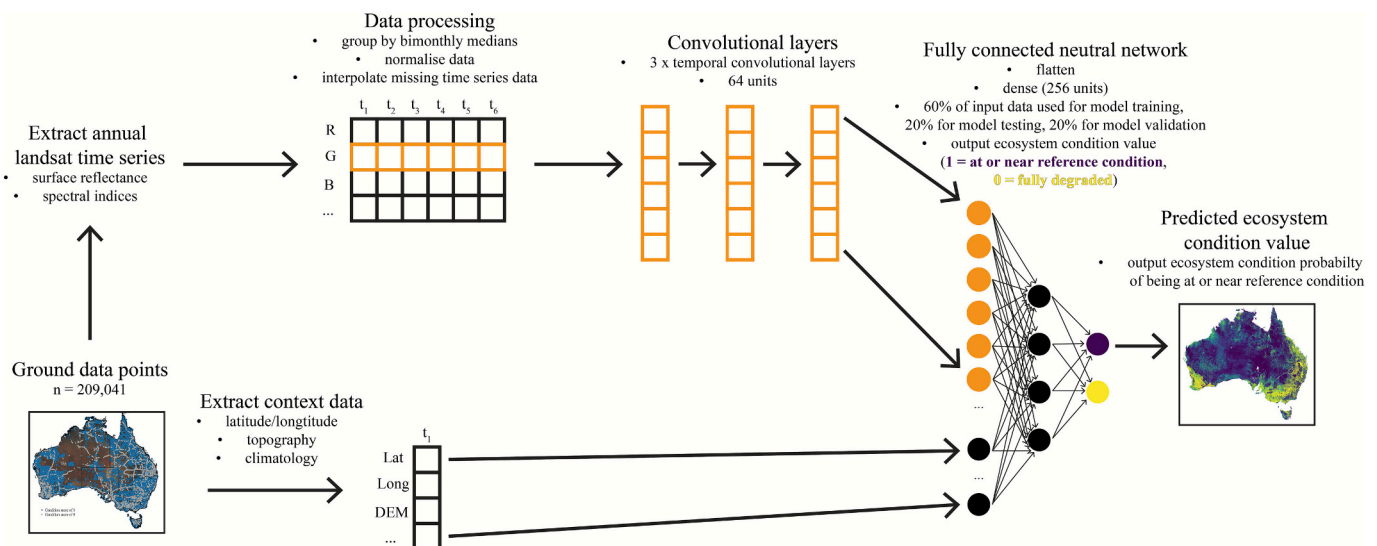 Data processing
• group by bimonthly medians
• normalise data
• interpolate missing time series data
t1 t2 t3 t4 t5 t6
R
G
B
...
Convolutional layers
• 3 x temporal convolutional layers
• 64 units
Fully connected neutral network
• flatten
• dense (256 units)
• 60% of input data used for model training,
20% for model testing, 20% for model validation
• output ecosystem condition value
(1 = at or near reference condition,
0 = fully degraded)
Extract annual
landsat time series
• surface reflectance
• spectral indices
Predicted ecosystem
condition value
• output ecosystem condition probabilty
of being at or near reference condition
Ground data points
n = 209,041
Extract context data
• latitude/longtitude
• topography
• climatology
t1
Lat
Long
DEM
...
...
...